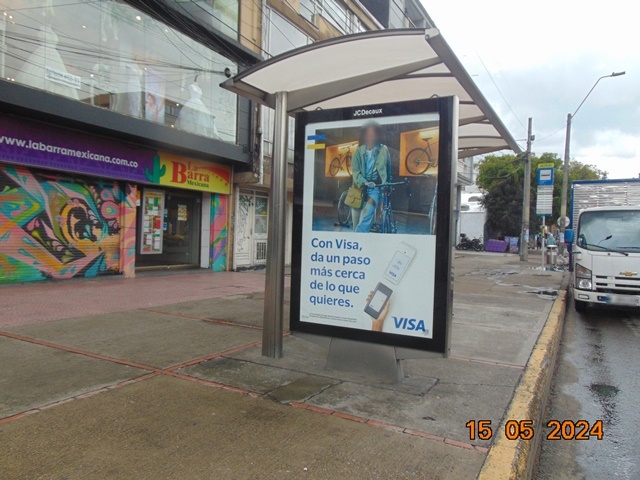 JCDecaux
www.labarramexicana.com.co
La
Barra
Mexicana
Con Visa,
da un paso
más cerca
de lo que
quieres.
VISA
15 05 2024